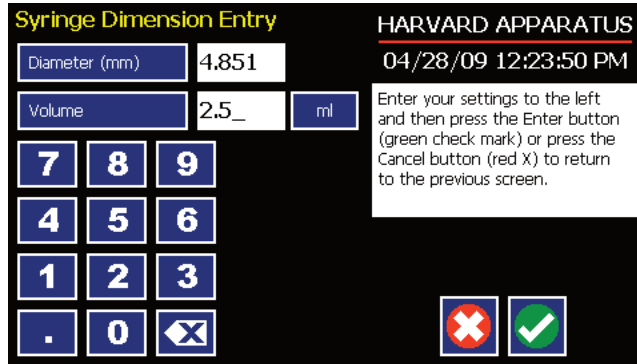 Syringe Dimension Entry
Diameter (mm) 4.851
Volume 2.5_ ml
7 8 9
4 5 6
1 2 3
. 0
HARVARD APPARATUS
04/28/09 12:23:50 PM
Enter your settings to the left
and then press the Enter button
(green check mark) or press the
Cancel button (red X) to return
to the previous screen.